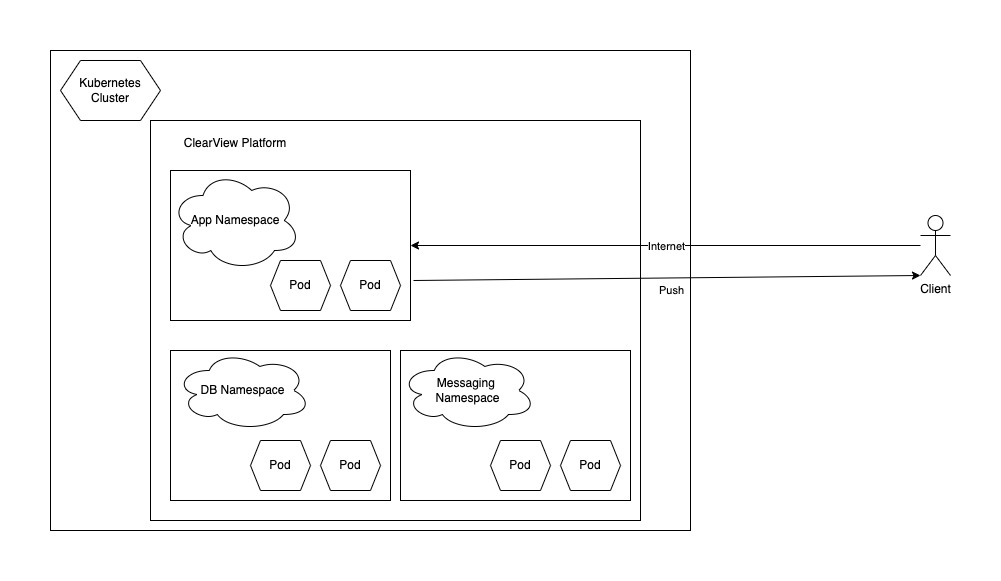 Kubernetes
Cluster
ClearView Platform
App Namespace
Pod
Pod
Internet
Push
Client
DB Namespace
Pod
Pod
Messaging
Namespace
Pod
Pod